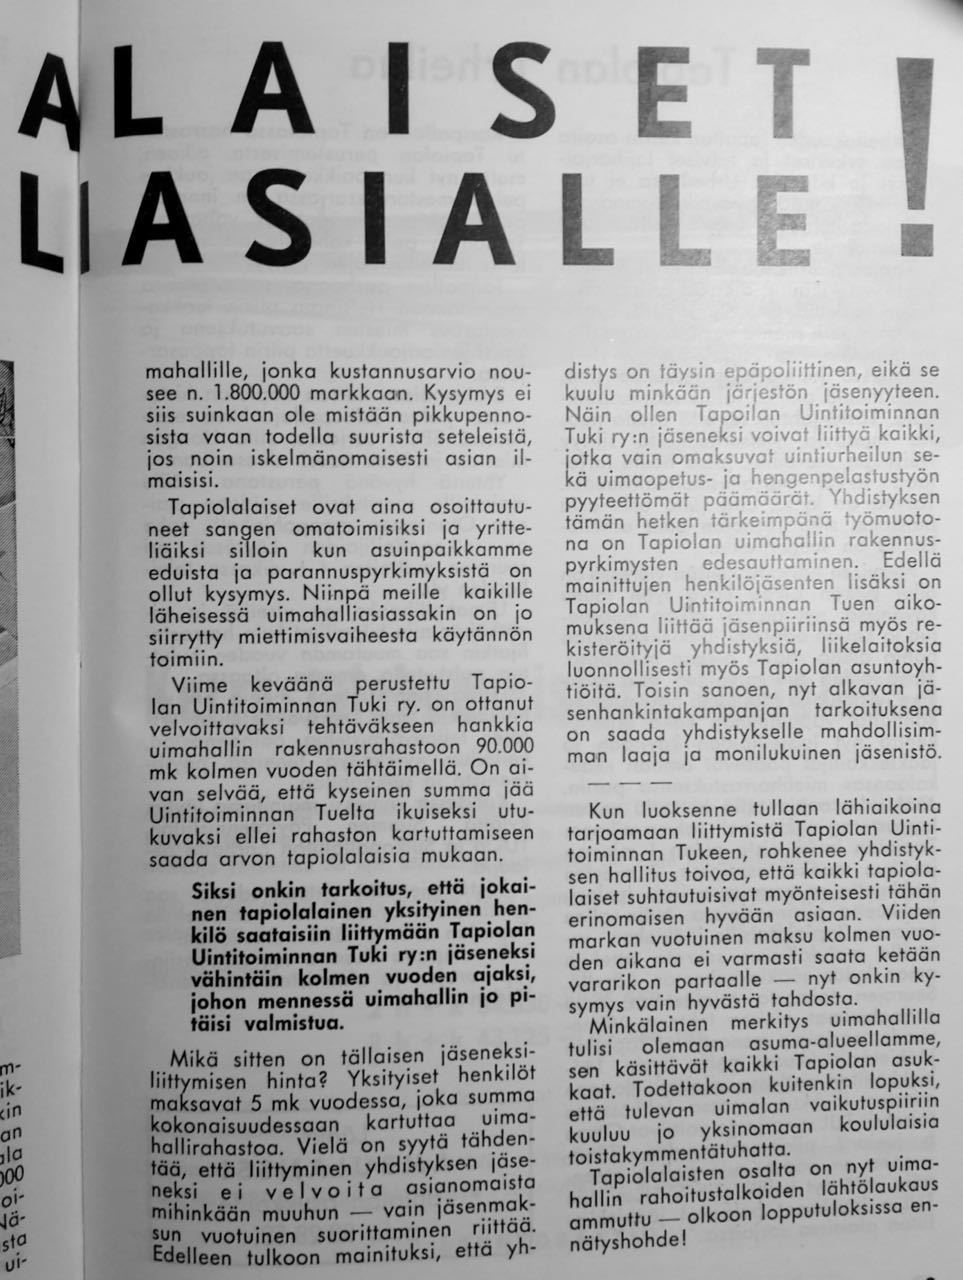 ALAISET!
LIASIALLE
mahallille, jonka kustannusarvio nou-
see n. 1.800.000 markkaan. Kysymys ei
siis suinkaan ole mistään pikkupenno-
sista vaan todella suurista seteleistä,
jos noin iskelmänomaisesti asian il-
maisisi.
Tapiolalaiset ovat aina osoittautu-
neet sangen omatoimisiksi ja yritte-
liäiksi silloin kun asuinpaikkamme
eduista ja parannuspyrkimyksistä on
ollut kysymys. Niinpä meille kaikille
läheisessä uimahalliasiassakin on jo
siirrytty miettimisvaiheesta käytännön
toimiin.
Viime keväänä perustettu Tapio-
lan Uintitoiminnan Tuki ry. on ottanut
velvoittavaksi tehtäväkseen hankkia
uimahallin rakennusrahastoon 90.000
mk kolmen vuoden tähtäimellä. On ai-
van selvää, että kyseinen summa jää
Uintitoiminnan Tuelta ikuiseksi utu-
kuvaksi ellei rahaston kartuttamiseen
saada arvon tapiolalaisia mukaan.
Siksi onkin tarkoitus, että jokai-
nen tapiolalainen yksityinen hen-
kilö saataisiin liittymään Tapiolan
Uintitoiminnan Tuki ry:n jäseneksi
vähintäin kolmen vuoden ajaksi,
johon mennessä uimahallin jo pi-
täisi valmistua.
Mikä sitten on tällaisen jäseneksi-
liittymisen hinta? Yksityiset henkilöt
maksavat 5 mk vuodessa, joka summa
kokonaisuudessaan kartuttaa uima-
hallirahastoa. Vielä on syytä tähden-
tää, että liittyminen yhdistyksen jäse-
neksi ei velvoita asianomaista
mihinkään muuhun — vain jäsenmak-
sun vuotuinen suorittaminen riittää.
Edelleen tulkoon mainituksi, että yh-
distys on täysin epäpoliittinen, eikä se
kuulu minkään järjestön jäsenyyteen.
Näin ollen Tapoilan Uintitoiminnan
Tuki ry:n jäseneksi voivat liittyä kaikki,
jotka vain omaksuvat uintiurheilun se-
kä uimaopetus- ja hengenpelastustyön
pyyteettömät päämäärät. Yhdistyksen
tämän hetken tärkeimpänä työmuoto-
na on Tapiolan uimahallin rakennus-
pyrkimysten edesauttaminen. Edellä
mainittujen henkilöjäsenten lisäksi on
Tapiolan Uintitoiminnan Tuen aiko-
muksena liittää jäsenpiiriinsä myös re-
kisteröityjä yhdistyksiä, liikelaitoksia
luonnollisesti myös Tapiolan asuntoyh-
tiöitä. Toisin sanoen, nyt alkavan jä-
senhankintakampanjan tarkoituksena
on saada yhdistykselle mahdollisim-
man laaja ja monilukuinen jäsenistö.
— — —
Kun luoksenne tullaan lähiaikoina
tarjoamaan liittymistä Tapiolan Uinti-
toiminnan Tukeen, rohkenee yhdistyk-
sen hallitus toivoa, että kaikki tapiola-
laiset suhtautuisivat myönteisesti tähän
erinomaisen hyvään asiaan. Viiden
markan vuotuinen maksu kolmen vuo-
den aikana ei varmasti saata ketään
vararikon partaalle — nyt onkin ky-
symys vain hyvästä tahdosta.
Minkälainen merkitys uimahallilla
tulisi olemaan asuma-alueellamme,
sen käsittävät kaikki Tapiolan asuk-
kaat. Todettakoon kuitenkin lopuksi,
että tulevan uimalan vaikutuspiiriin
kuuluu jo yksinomaan koululaisia
toistakymmentätuhatta.
Tapiolalaisten osalta on nyt uima-
hallin rahoitustalkoiden lähtölaukaus
ammuttu — olkoon lopputuloksissa en-
nätyshohde!